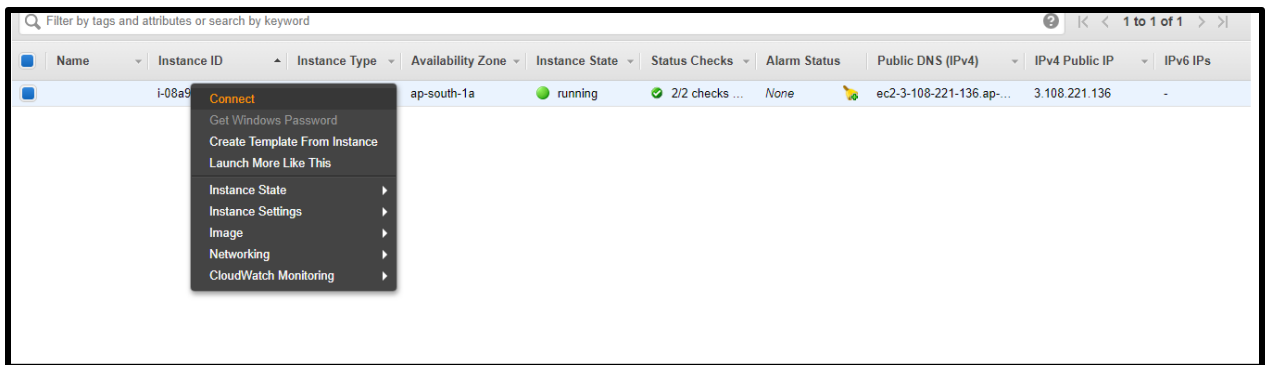 Filter by tags and attributes or search by keyword
1 to 1 of 1
Name Instance ID Instance Type Availability Zone Instance State Status Checks Alarm Status Public DNS (IPv4) IPv4 Public IP IPv6 IPs
i-08a9 ap-south-1a running 2/2 checks ... None ec2-3-108-221-136.ap-... 3.108.221.136 -
Connect
Get Windows Password
Create Template From Instance
Launch More Like This
Instance State
Instance Settings
Image
Networking
CloudWatch Monitoring